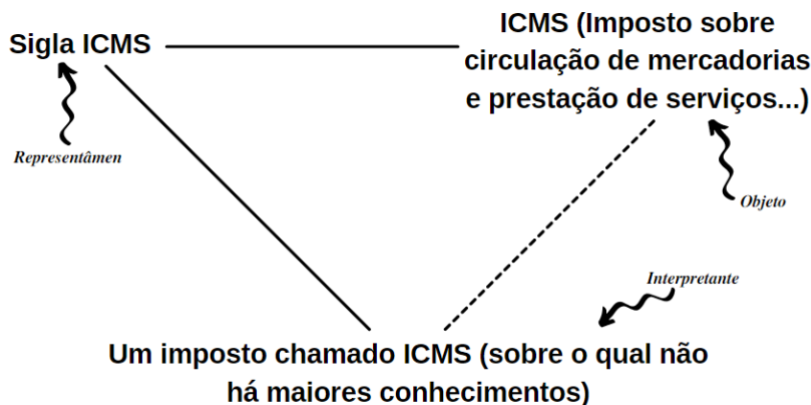 Sigla ICMS
ICMS (Imposto sobre
circulação de mercadorias
e prestação de serviços...)
Representâmen
Objeto
Interpretante
Um imposto chamado ICMS (sobre o qual não
há maiores conhecimentos)